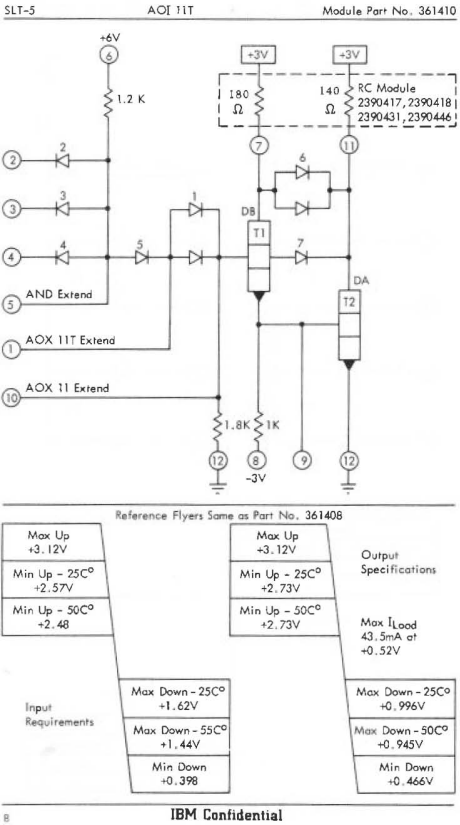 SLT-5 AOI 11T Module Part No. 361410
+6V
6
+3V +3V
1.2 K
180 Ω
140 Ω
RC Module
2390417, 2390418
2390431, 2390446
7 11
2 2
6
3 3
1
DB
T1
4 4 5 7
5 AND Extend
DA
T2
1 AOX 11T Extend
10 AOX 11 Extend
1.8K 1K
12 8 9 12
-3V
Reference Flyers Same as Part No. 361408
Max Up
+3.12V
Min Up - 25C°
+2.57V
Min Up - 50C°
+2.48
Input
Requirements
Max Down - 25C°
+1.62V
Max Down - 55C°
+1.44V
Min Down
+0.398
Max Up
+3.12V
Min Up - 25C°
+2.73V
Min Up - 50C°
+2.73V
Output
Specifications
Max ILoad
43.5mA at
+0.52V
Max Down - 25C°
+0.996V
Max Down - 50C°
+0.945V
Min Down
+0.466V
8 IBM Confidential